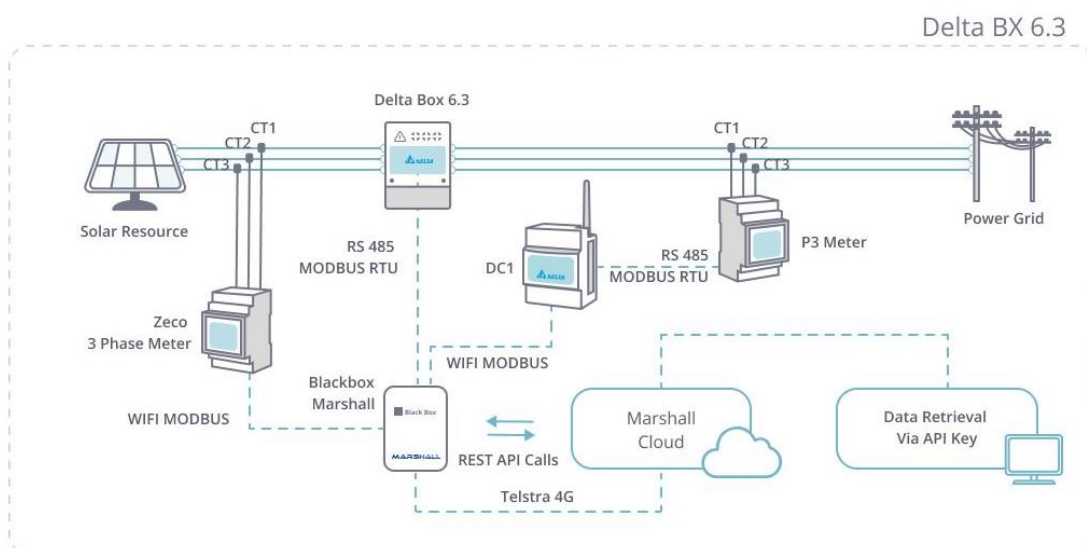 Delta BX 6.3
Delta Box 6.3
CT1
CT2
CT3
CT1
CT2
CT3
Solar Resource
Power Grid
P3 Meter
RS 485
MODBUS RTU
DC1
RS 485
MODBUS RTU
Zeco
3 Phase Meter
WIFI MODBUS
Blackbox
Marshall
WIFI MODBUS
Black Box
MARSHALL
REST API Calls
Marshall
Cloud
Data Retrieval
Via API Key
Telstra 4G